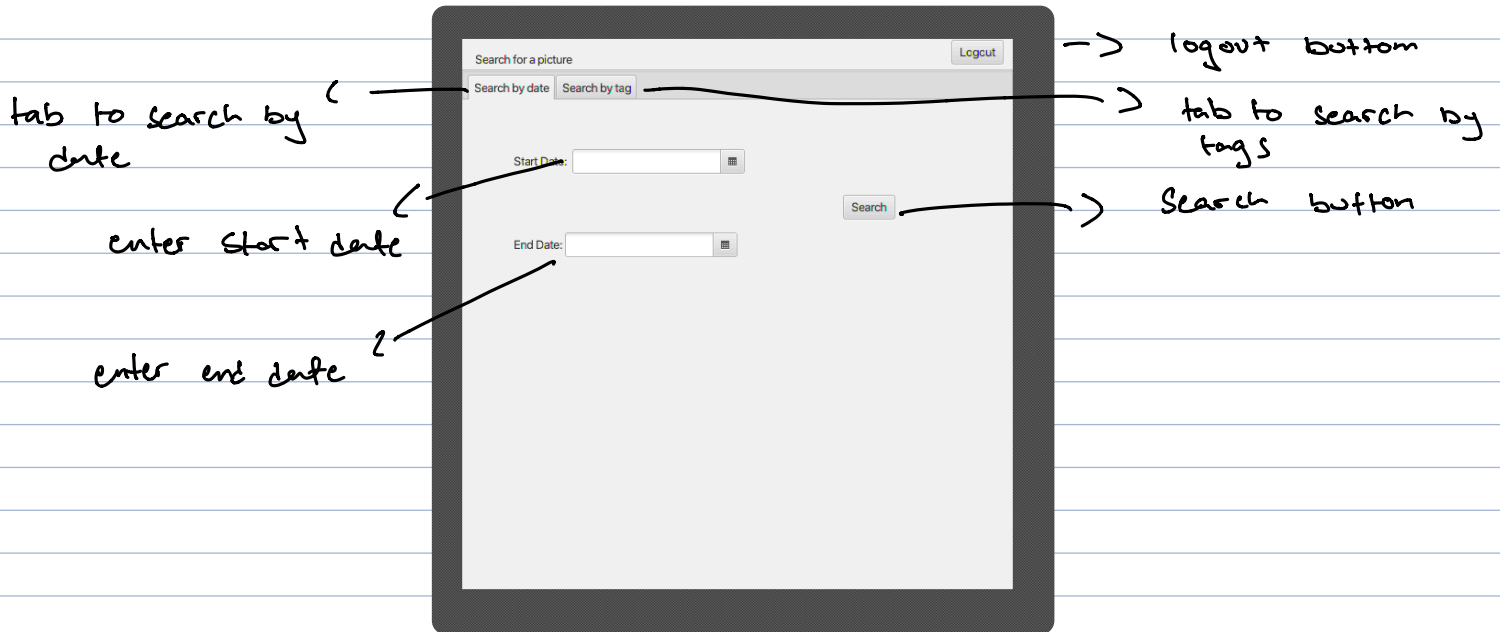 Logout
logout buttom
Search for a picture
Search by date
Search by tag
tab to search by
date
tab to search by
tags
Start Date:
Search
Search button
enter start date
End Date:
enter end date